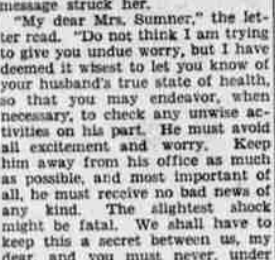 message struck her.
"My dear Mrs. Sumner," the let-
ter read. "Do not think I am trying
to give you undue worry, but I have
deemed it wisest to let you know of
your husband's true state of health,
so that you may endeavor, when
necessary, to check any unwise ac-
tivities on his part. He must avoid
all excitement and worry. Keep
him away from his office as much
as possible, and most important of
all, he must receive no bad news of
any kind. The slightest shock
might be fatal. We shall have to
keep this a secret between us, my
dear and you must never, under